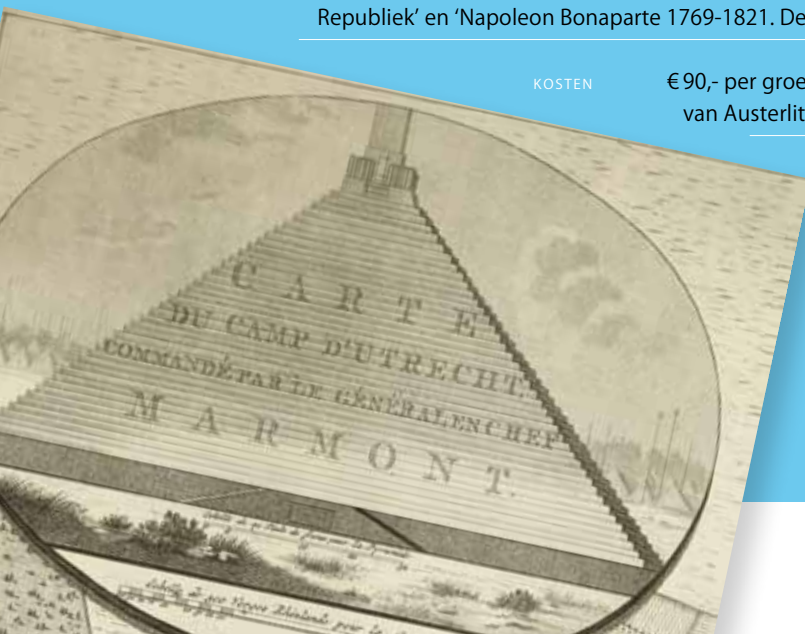 Republiek’ en ‘Napoleon Bonaparte 1769-1821. De
KOSTEN
€ 90,- per groe
van Austerlit
CARTE
DU CAMP D'UTRECHT.
COMMANDÉ PAR LE GÉNÉRAL EN CHEF
MARMONT.